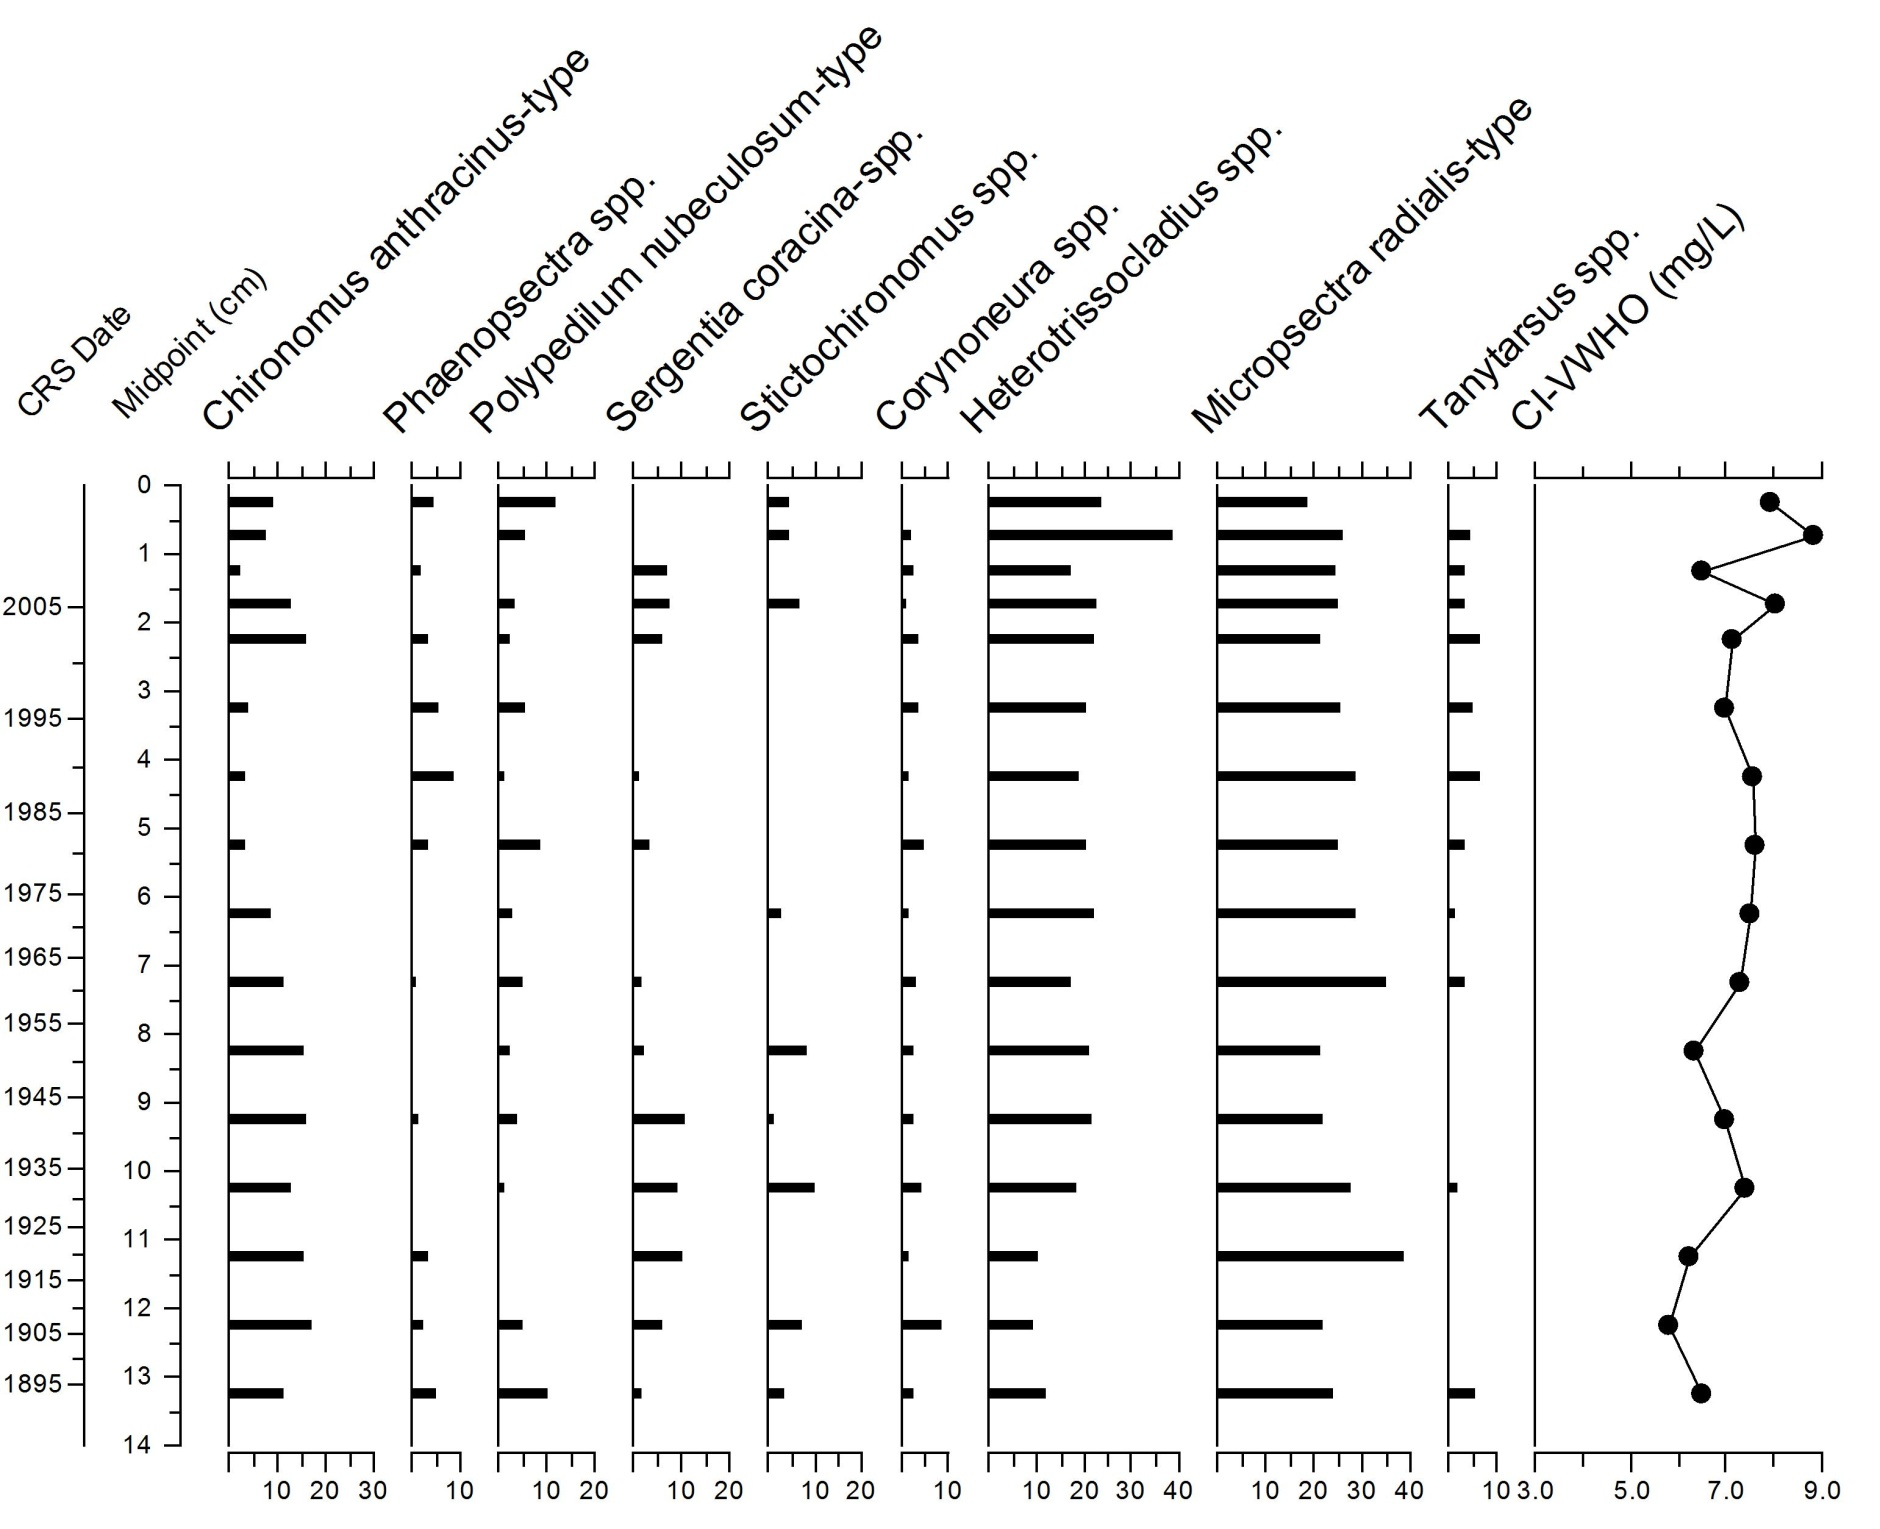 CRS Date
Midpoint (cm)
Chironomus anthracinus-type
Phaenopsectra spp.
Polypedilum nubeculosum-type
Sergentia coracina-spp.
Stictochironomus spp.
Corynoneura spp.
Heterotrissocladius spp.
Micropsectra radialis-type
Tanytarsus spp.
CI-VWHO (mg/L)
0
1
2005
2
3
1995
4
1985
5
1975
6
1965
7
1955
8
1945
9
1935
10
1925
11
1915
12
1905
13
1895
14
10 20 30 10 10 20 10 20 10 20 10 10 20 30 40 10 20 30 40 10 3.0 5.0 7.0 9.0